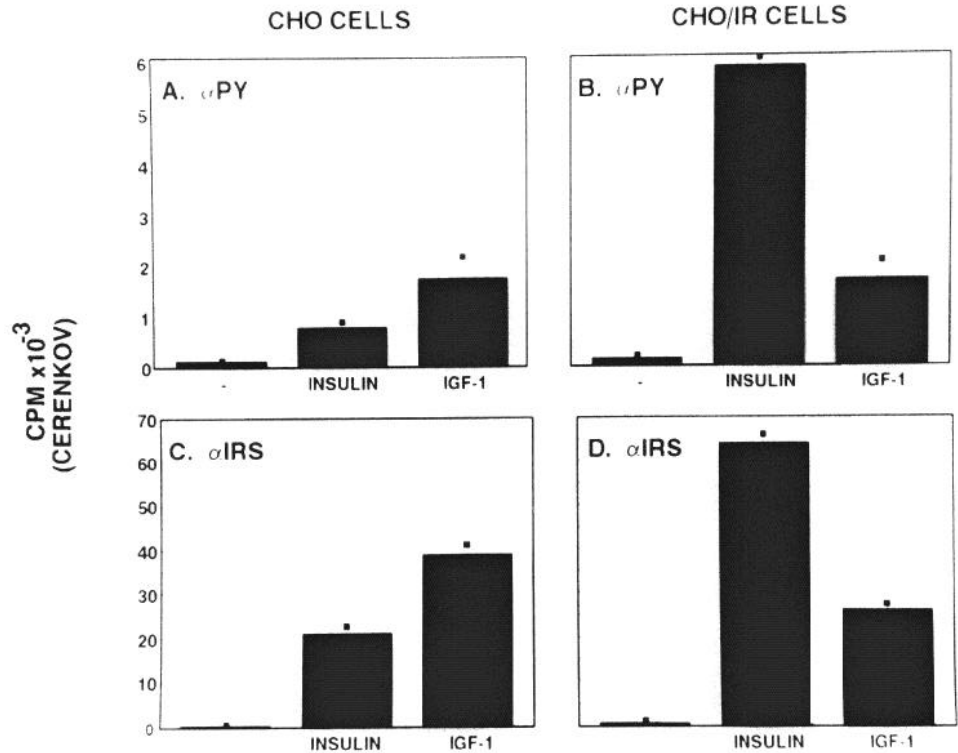 CHO CELLS
CHO/IR CELLS
CPM x10-3
(CERENKOV)
A. αPY
6
5
4
3
2
1
0
-
INSULIN
IGF-1
B. αPY
-
INSULIN
IGF-1
C. αIRS
70
60
50
40
30
20
10
0
INSULIN
IGF-1
D. αIRS
INSULIN
IGF-1